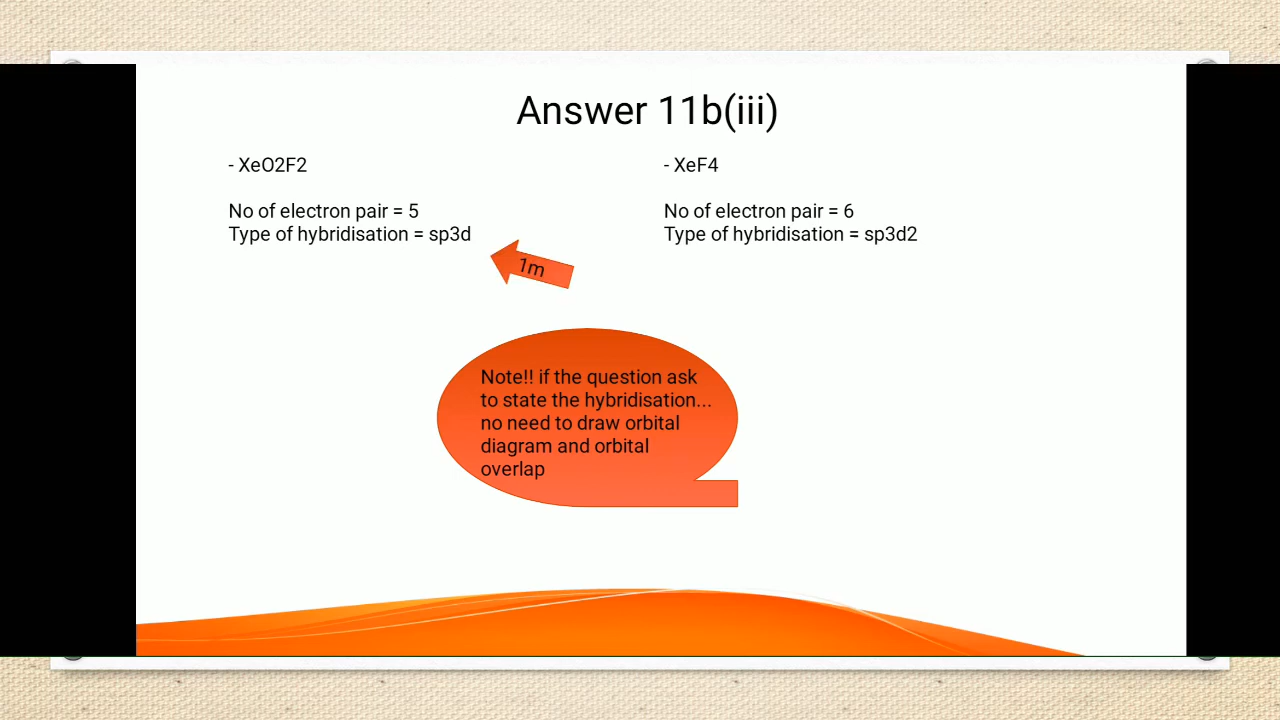 Answer 11b(iii)
- XeO2F2
No of electron pair = 5
Type of hybridisation = sp3d
- XeF4
No of electron pair = 6
Type of hybridisation = sp3d2
1m
Note!! if the question ask
to state the hybridisation...
no need to draw orbital
diagram and orbital
overlap